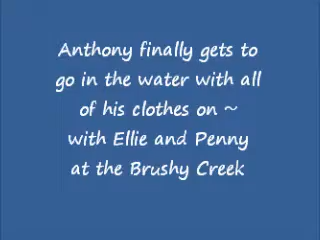 Anthony finally gets to
go in the water with all
of his clothes on ~
with Ellie and Penny
at the Brushy Creek